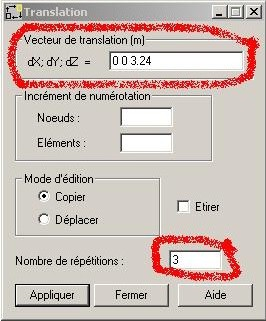 Translation
Vecteur de translation (m)
dX; dY; dZ = 0 0 3.24
Incrément de numérotation
Noeuds :
Eléments :
Mode d'édition
Copier
Déplacer
Etirer
Nombre de répétitions : 3
Appliquer Fermer Aide